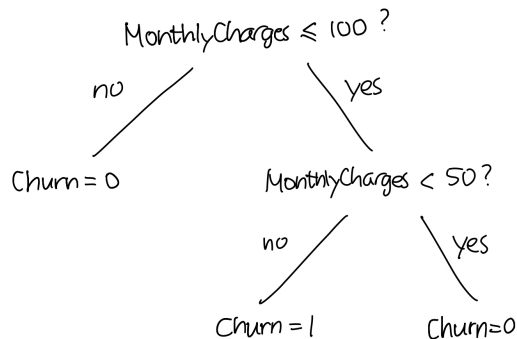 MonthlyCharges ≤ 100 ?
no
yes
Churn = 0
MonthlyCharges < 50 ?
no
yes
Churn = 1
Churn=0